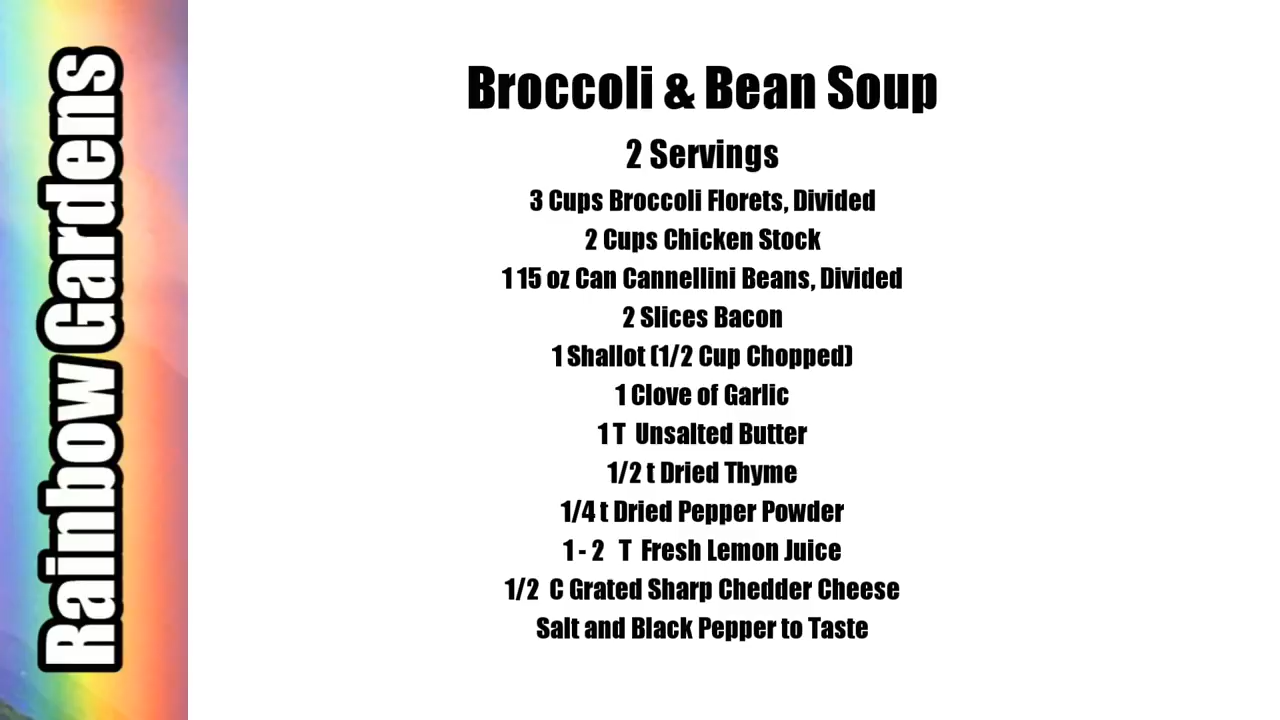 Rainbow Gardens
Broccoli & Bean Soup
2 Servings
3 Cups Broccoli Florets, Divided
2 Cups Chicken Stock
1 15 oz Can Cannellini Beans, Divided
2 Slices Bacon
1 Shallot (1/2 Cup Chopped)
1 Clove of Garlic
1 T Unsalted Butter
1/2 t Dried Thyme
1/4 t Dried Pepper Powder
1 - 2 T Fresh Lemon Juice
1/2 C Grated Sharp Chedder Cheese
Salt and Black Pepper to Taste